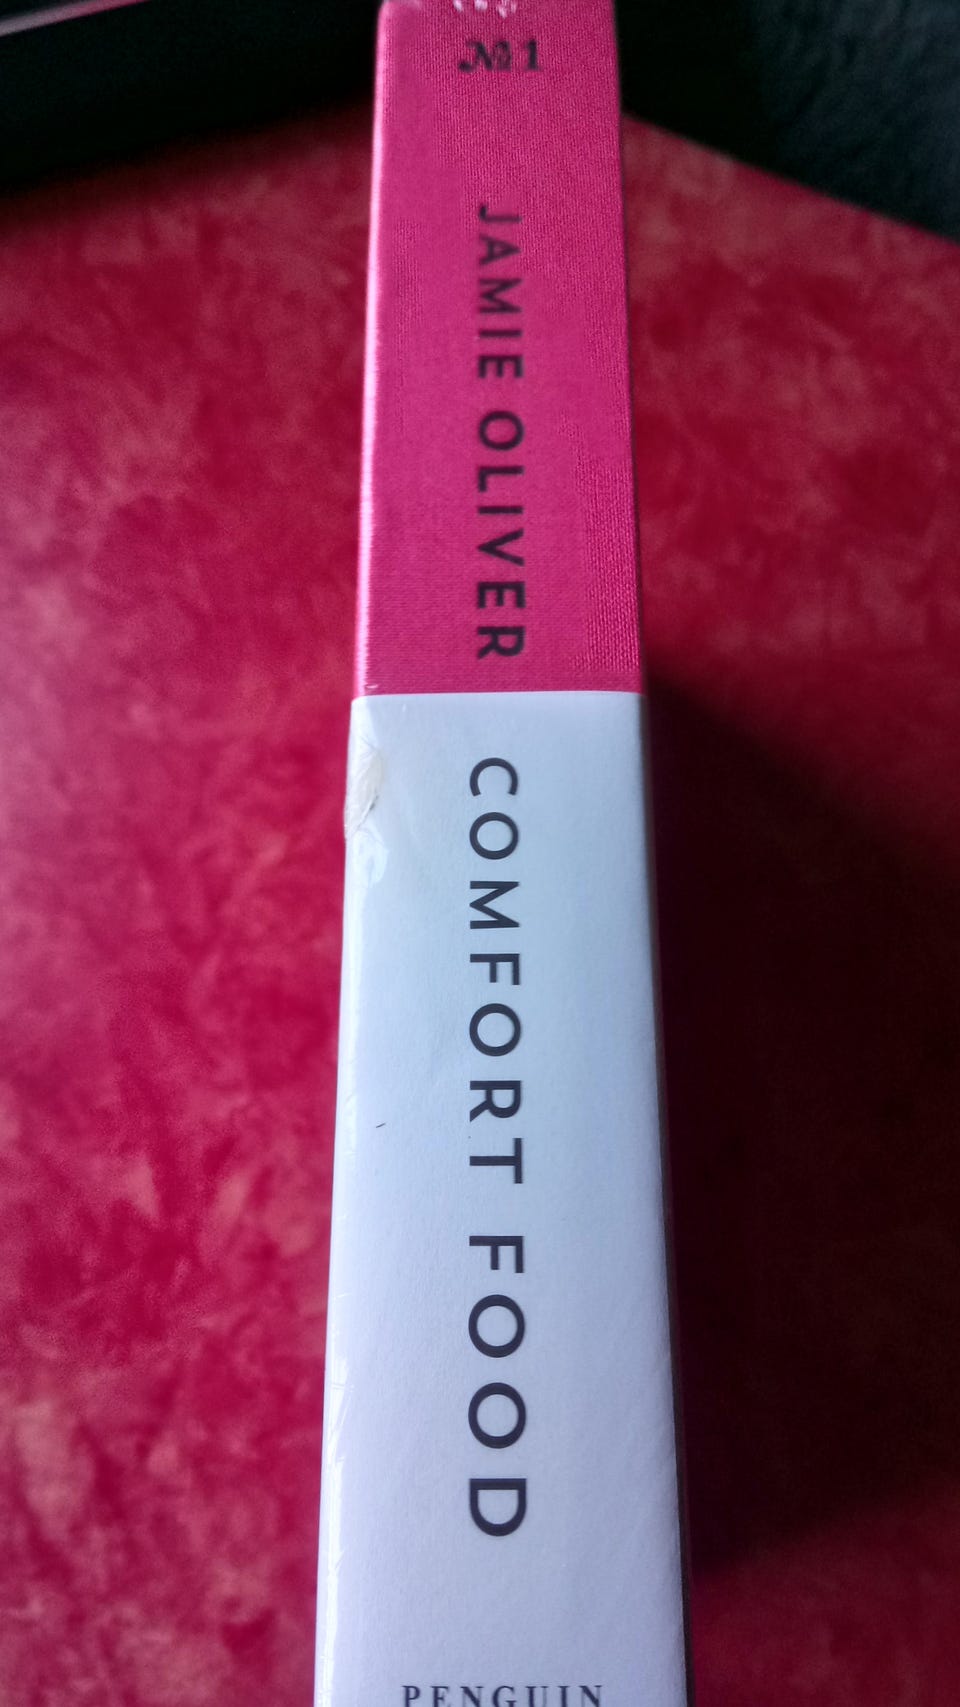 №1
JAMIE OLIVER
COMFORT FOOD
PENGUIN